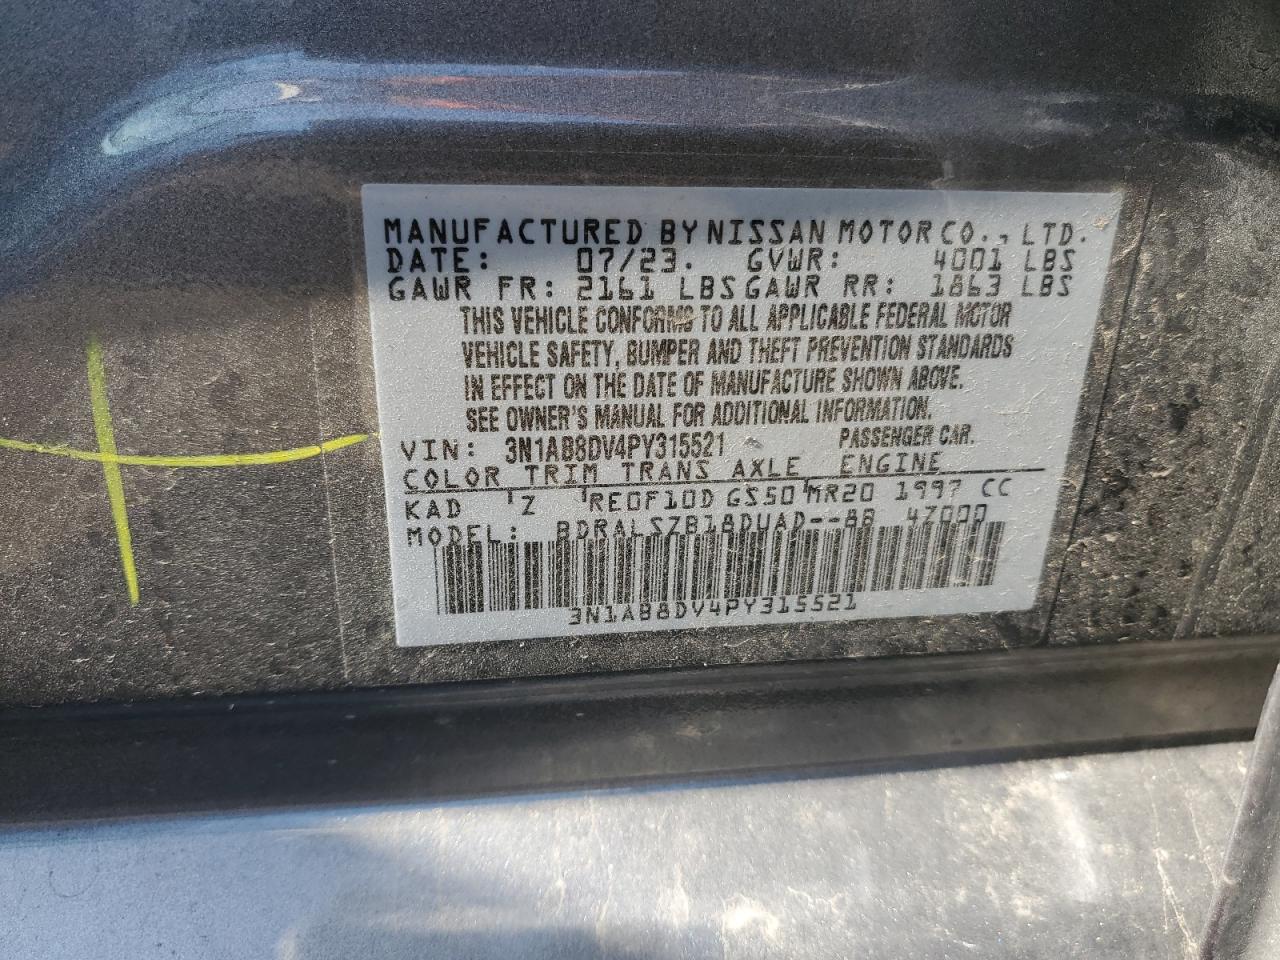 MANUFACTURED BY NISSAN MOTOR CO., LTD.
DATE: 07/23. GVWR: 4001 LBS
GAWR FR: 2161 LBS GAWR RR: 1863 LBS
THIS VEHICLE CONFORMS TO ALL APPLICABLE FEDERAL MOTOR
VEHICLE SAFETY, BUMPER AND THEFT PREVENTION STANDARDS
IN EFFECT ON THE DATE OF MANUFACTURE SHOWN ABOVE.
SEE OWNER'S MANUAL FOR ADDITIONAL INFORMATION.
VIN: 3N1AB8DV4PY315521 PASSENGER CAR.
COLOR TRIM TRANS AXLE ENGINE
KAD Z RE0F10D GS50 MR20 1997 CC
MODEL: BDRALSZB18DUAD--BB 47000
3N1AB8DV4PY315521